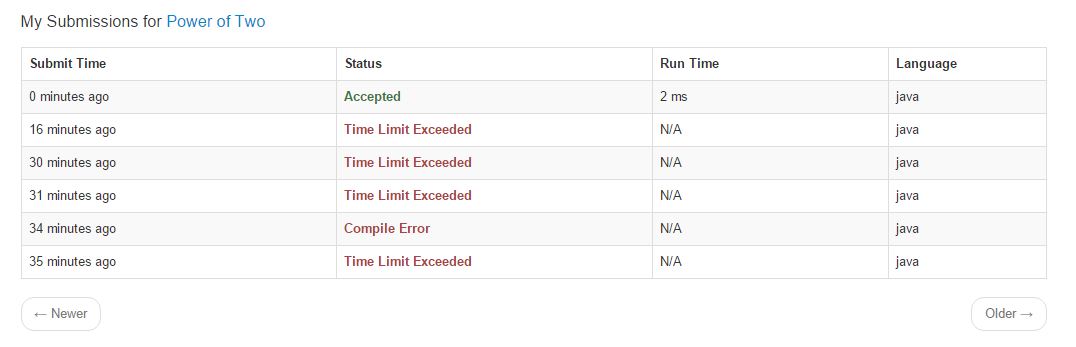 My Submissions for Power of Two
Submit Time Status Run Time Language
0 minutes ago Accepted 2 ms java
16 minutes ago Time Limit Exceeded N/A java
30 minutes ago Time Limit Exceeded N/A java
31 minutes ago Time Limit Exceeded N/A java
34 minutes ago Compile Error N/A java
35 minutes ago Time Limit Exceeded N/A java
← Newer Older →